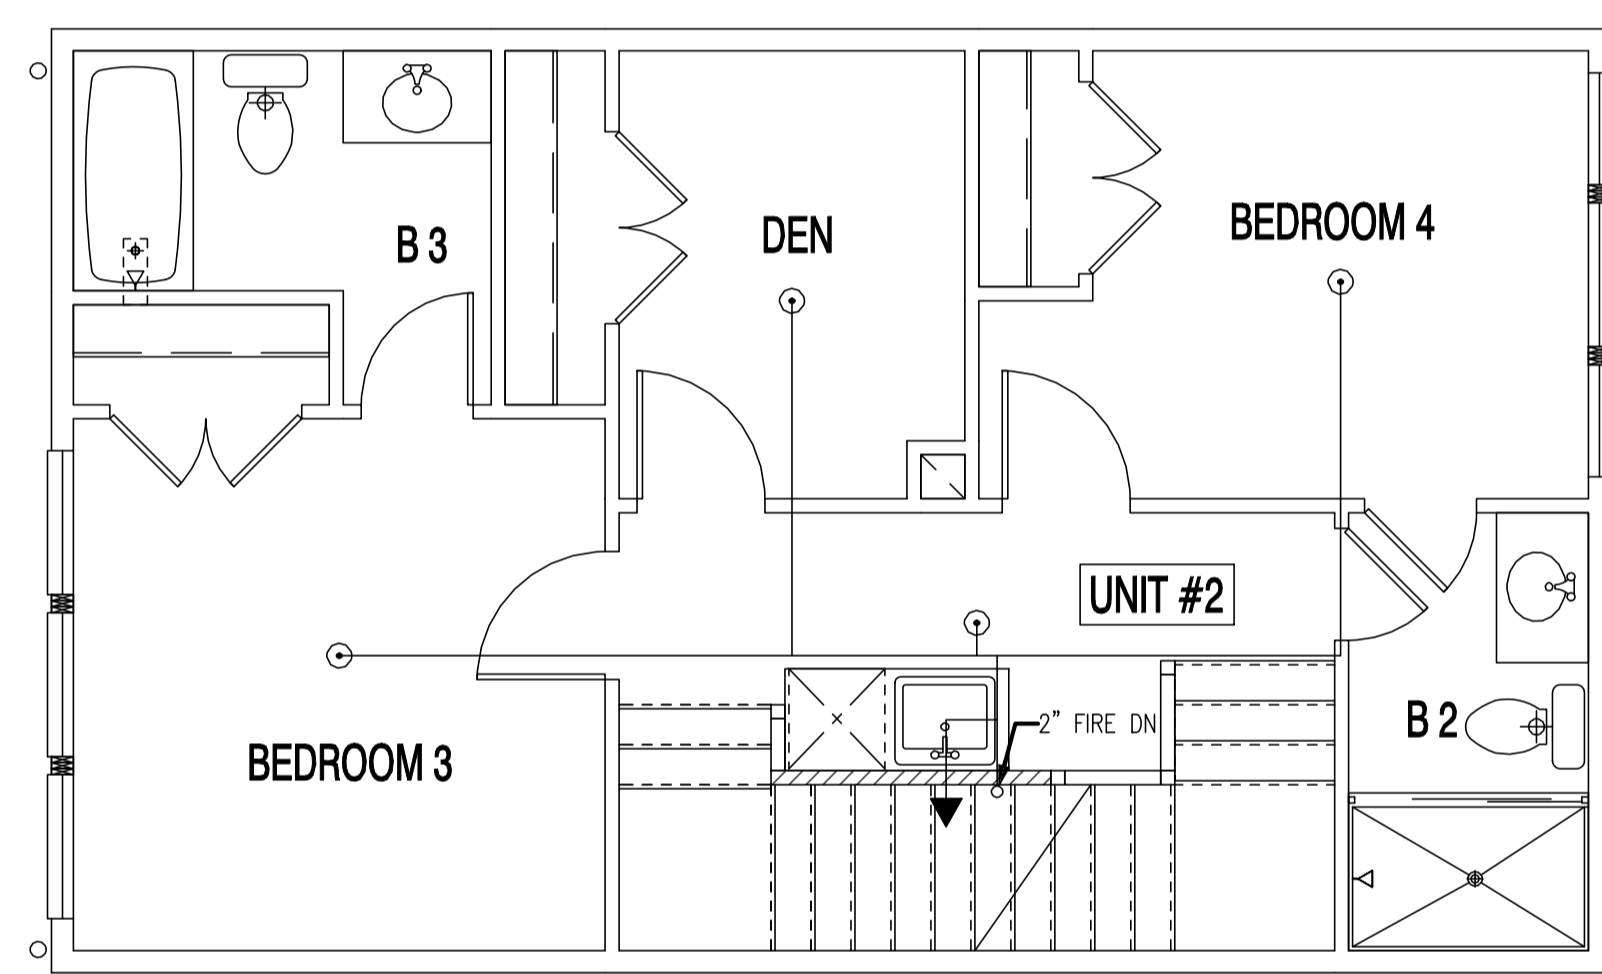 BEDROOM 4
DEN
B 3
UNIT #2
B 2
2” FIRE DN
BEDROOM 3